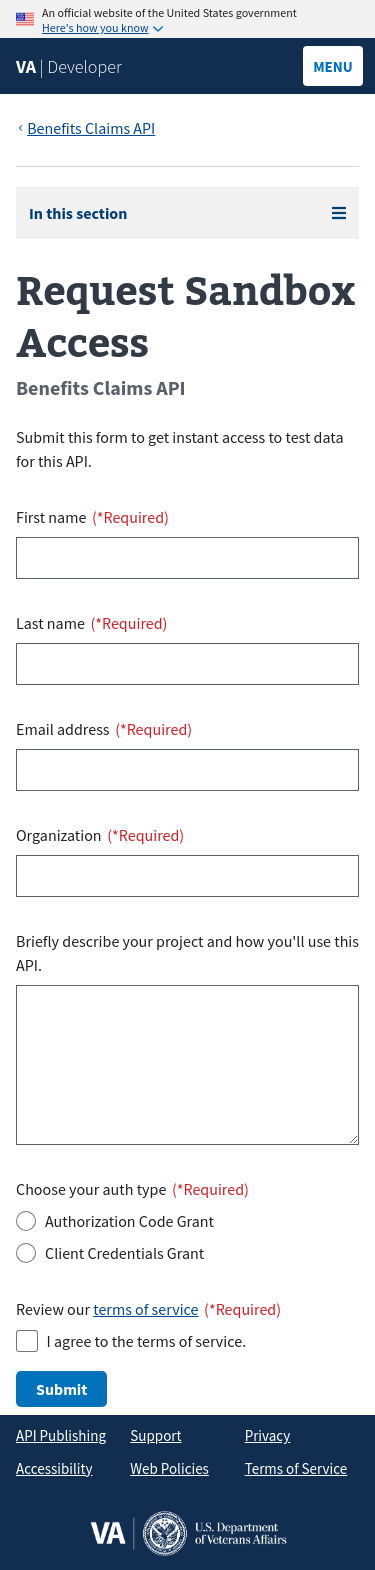 An official website of the United States government
Here's how you know
VA | Developer
MENU
‹ Benefits Claims API
In this section
Request Sandbox
Access
Benefits Claims API
Submit this form to get instant access to test data
for this API.
First name (*Required)
Last name (*Required)
Email address (*Required)
Organization (*Required)
Briefly describe your project and how you'll use this
API.
Choose your auth type (*Required)
Authorization Code Grant
Client Credentials Grant
Review our terms of service (*Required)
I agree to the terms of service.
Submit
API Publishing Support Privacy
Accessibility Web Policies Terms of Service
VA U.S. Department
of Veterans Affairs